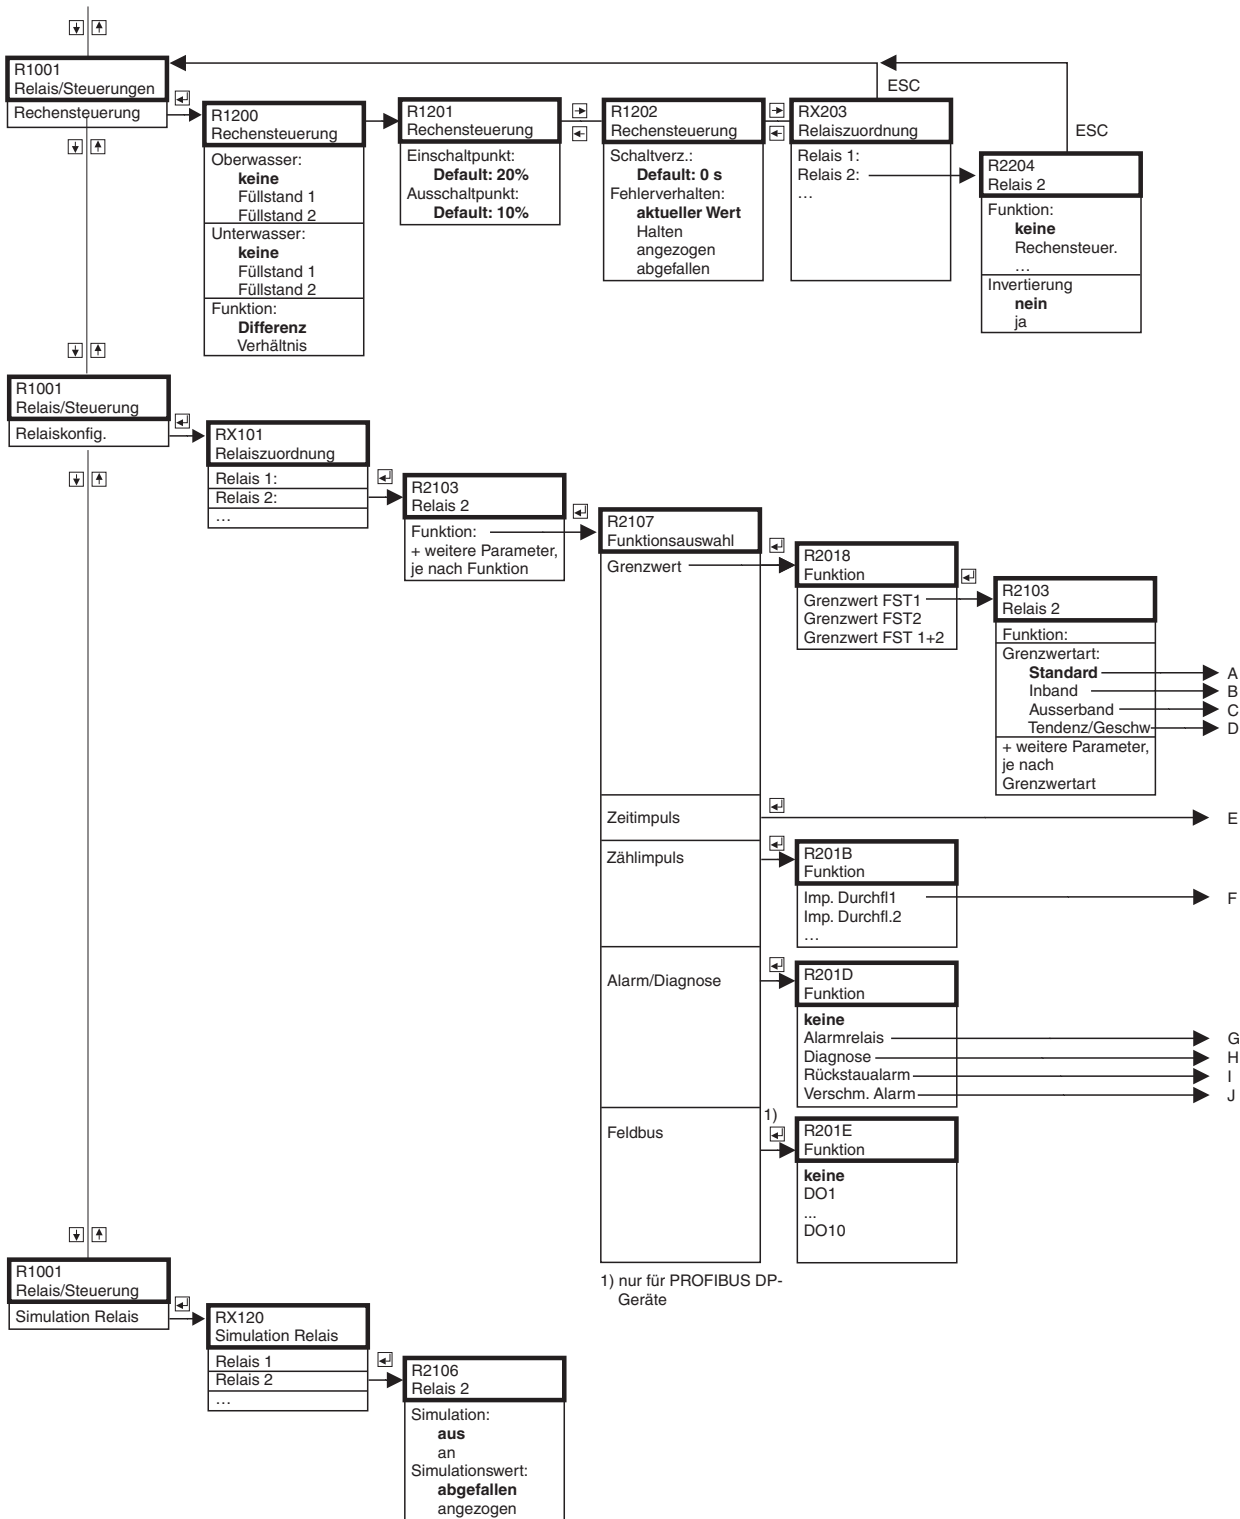 R1001
Relais/Steuerungen
Rechensteuerung
R1200
Rechensteuerung
Oberwasser:
keine
Füllstand 1
Füllstand 2
Unterwasser:
keine
Füllstand 1
Füllstand 2
Funktion:
Differenz
Verhältnis
R1201
Rechensteuerung
Einschaltpunkt:
Default: 20%
Ausschaltpunkt:
Default: 10%
R1202
Rechensteuerung
Schaltverz.:
Default: 0 s
Fehlerverhalten:
aktueller Wert
Halten
angezogen
abgefallen
ESC
RX203
Relaiszuordnung
Relais 1:
Relais 2:
…
ESC
R2204
Relais 2
Funktion:
keine
Rechensteuer.
…
Invertierung
nein
ja
R1001
Relais/Steuerung
Relaiskonfig.
RX101
Relaiszuordnung
Relais 1:
Relais 2:
…
R2103
Relais 2
Funktion:
+ weitere Parameter,
je nach Funktion
R2107
Funktionsauswahl
Grenzwert
Zeitimpuls
Zählimpuls
Alarm/Diagnose
Feldbus
R2018
Funktion
Grenzwert FST1
Grenzwert FST2
Grenzwert FST 1+2
R2103
Relais 2
Funktion:
Grenzwertart:
Standard
Inband
Ausserband
Tendenz/Geschw
+ weitere Parameter,
je nach
Grenzwertart
A
B
C
D
E
R201B
Funktion
Imp. Durchfl1
Imp. Durchfl.2
…
F
R201D
Funktion
keine
Alarmrelais
Diagnose
Rückstaualarm
Verschm. Alarm
G
H
I
J
1)
R201E
Funktion
keine
DO1
...
DO10
1) nur für PROFIBUS DP-
Geräte
R1001
Relais/Steuerung
Simulation Relais
RX120
Simulation Relais
Relais 1
Relais 2
…
R2106
Relais 2
Simulation:
aus
an
Simulationswert:
abgefallen
angezogen